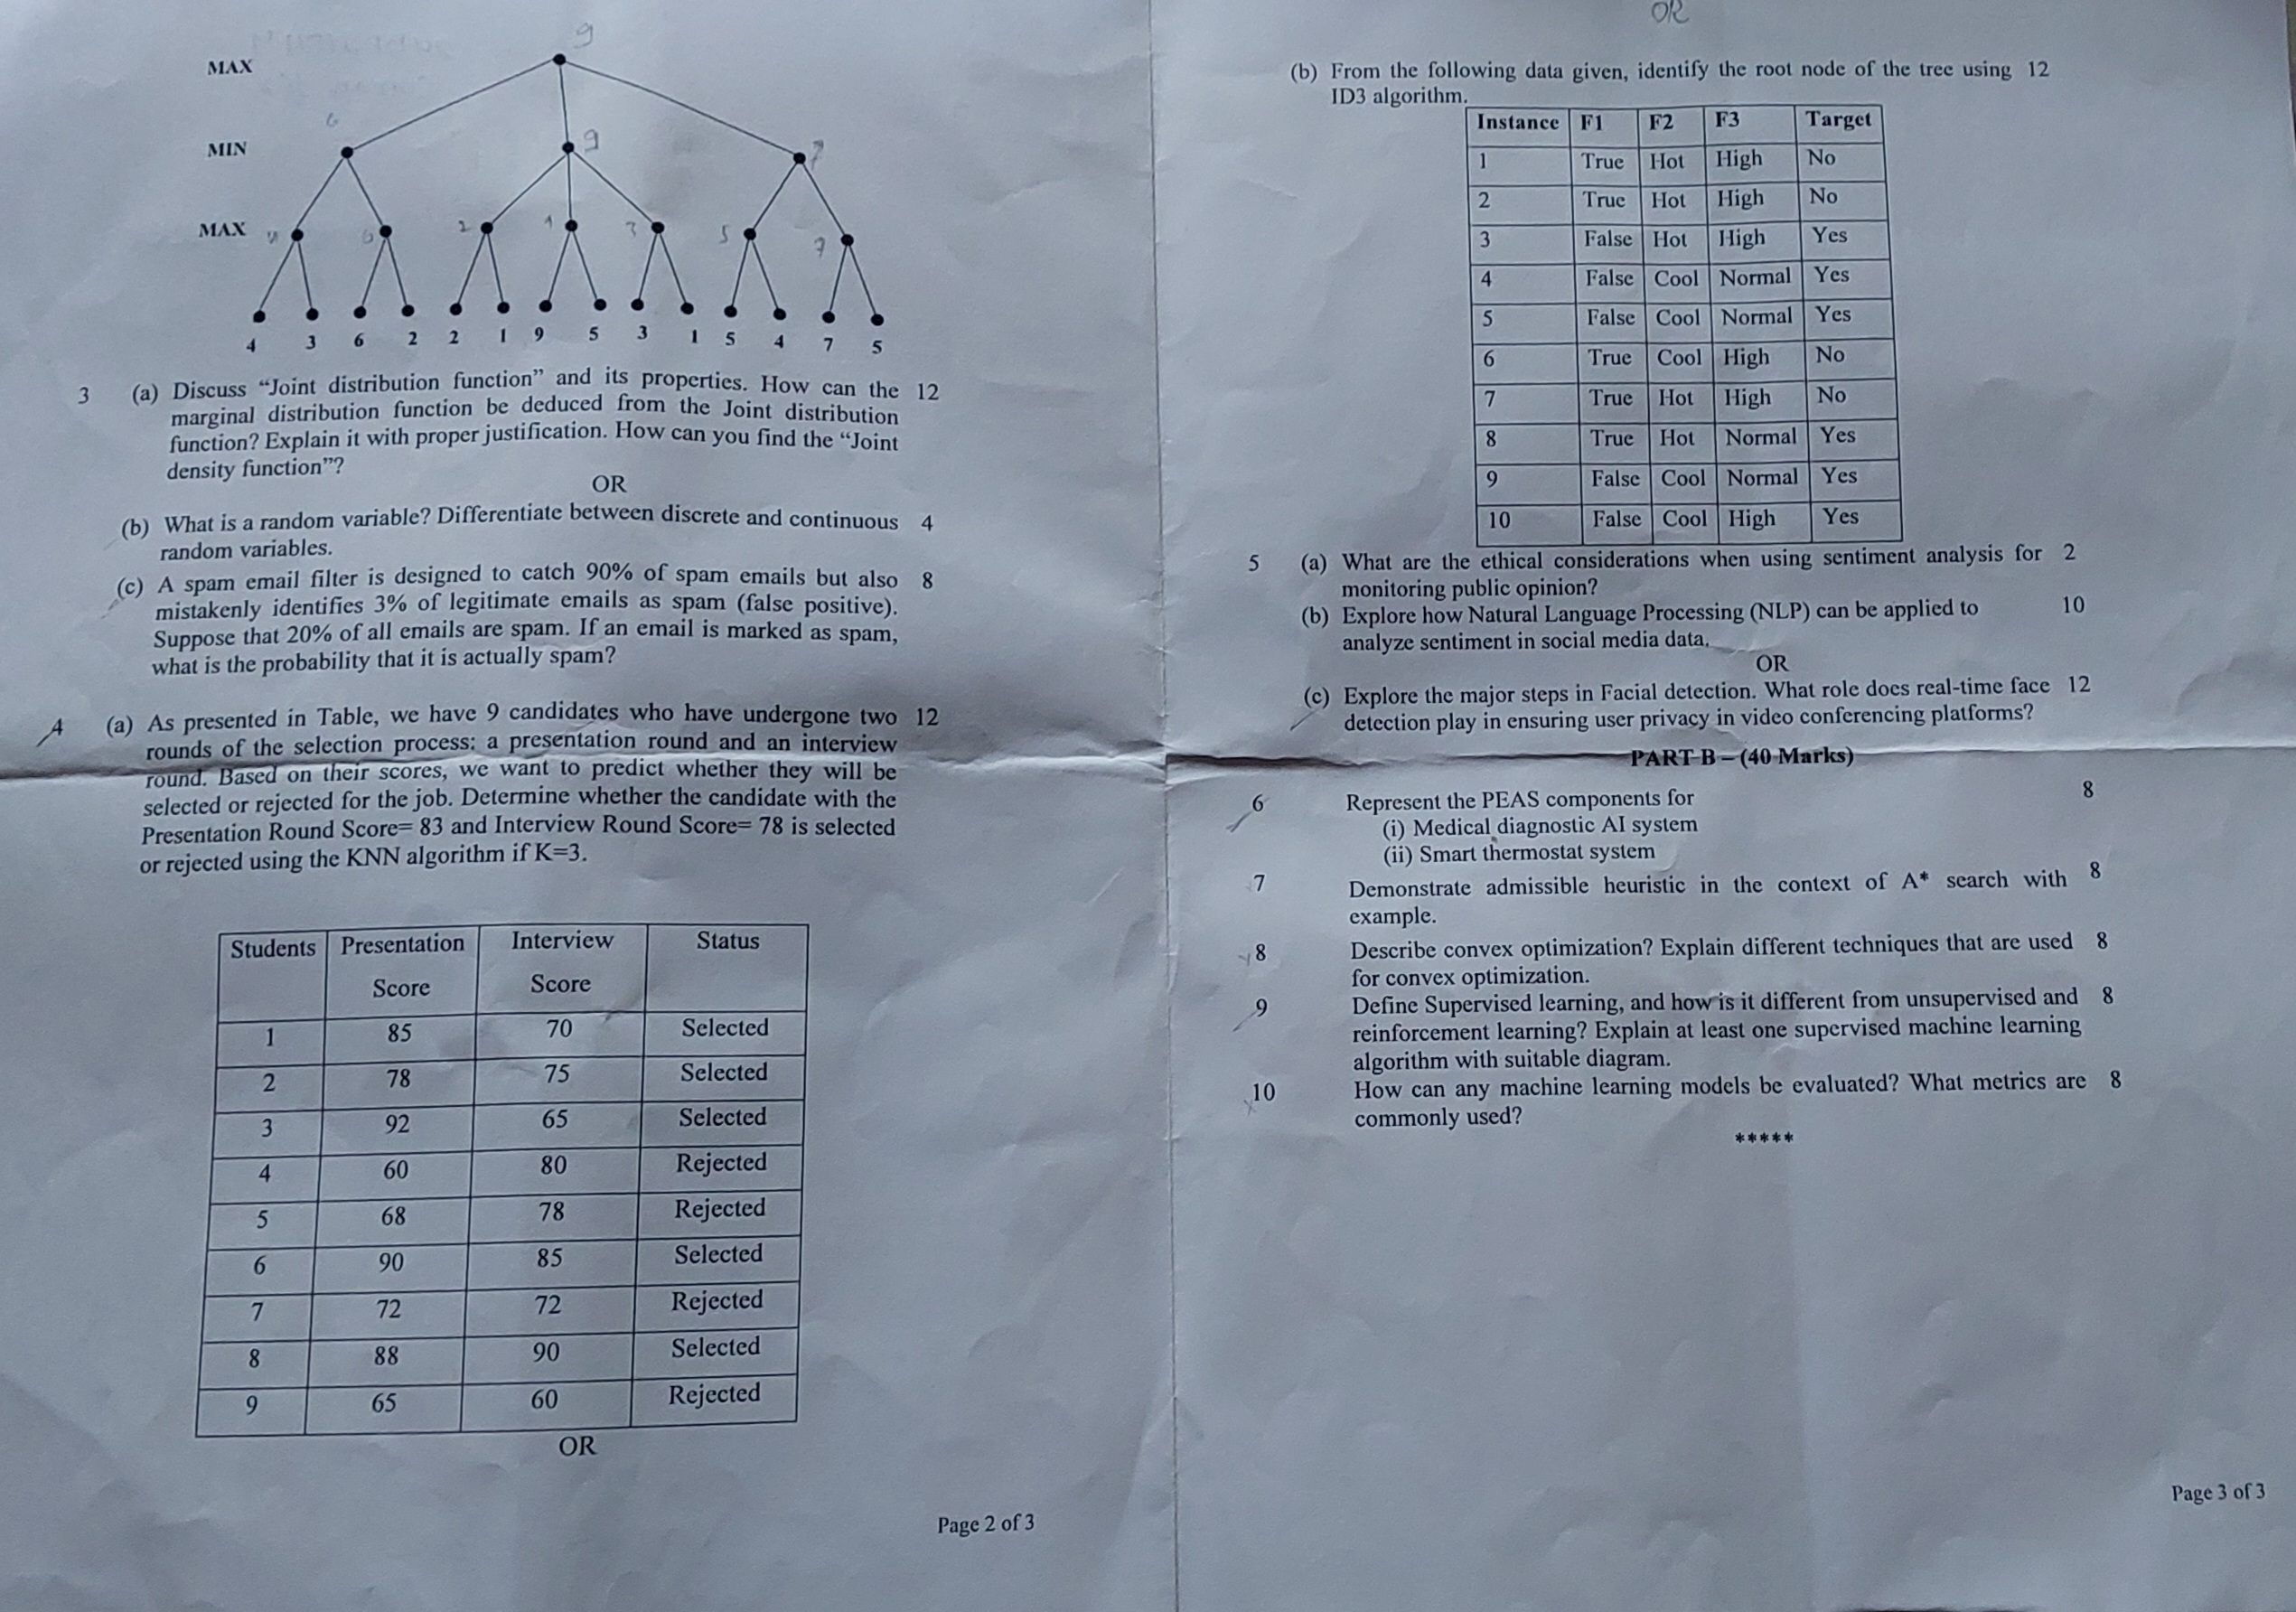 9
MAX
6
MIN
9
7
MAX
2
3
5
7
4 3 6 2 2 1 9 5 3 1 5 4 7 5
3 (a) Discuss “Joint distribution function” and its properties. How can the 12
marginal distribution function be deduced from the Joint distribution
function? Explain it with proper justification. How can you find the “Joint
density function”?
OR
(b) What is a random variable? Differentiate between discrete and continuous 4
random variables.
(c) A spam email filter is designed to catch 90% of spam emails but also 8
mistakenly identifies 3% of legitimate emails as spam (false positive).
Suppose that 20% of all emails are spam. If an email is marked as spam,
what is the probability that it is actually spam?
4 (a) As presented in Table, we have 9 candidates who have undergone two 12
rounds of the selection process: a presentation round and an interview
round. Based on their scores, we want to predict whether they will be
selected or rejected for the job. Determine whether the candidate with the
Presentation Round Score= 83 and Interview Round Score= 78 is selected
or rejected using the KNN algorithm if K=3.
Students Presentation Interview Status
Score Score
1 85 70 Selected
2 78 75 Selected
3 92 65 Selected
4 60 80 Rejected
5 68 78 Rejected
6 90 85 Selected
7 72 72 Rejected
8 88 90 Selected
9 65 60 Rejected
OR
Page 2 of 3
OR
(b) From the following data given, identify the root node of the tree using 12
ID3 algorithm.
Instance F1 F2 F3 Target
1 True Hot High No
2 True Hot High No
3 False Hot High Yes
4 False Cool Normal Yes
5 False Cool Normal Yes
6 True Cool High No
7 True Hot High No
8 True Hot Normal Yes
9 False Cool Normal Yes
10 False Cool High Yes
5 (a) What are the ethical considerations when using sentiment analysis for 2
monitoring public opinion?
(b) Explore how Natural Language Processing (NLP) can be applied to 10
analyze sentiment in social media data.
OR
(c) Explore the major steps in Facial detection. What role does real-time face 12
detection play in ensuring user privacy in video conferencing platforms?
PART-B – (40 Marks)
6 Represent the PEAS components for 8
(i) Medical diagnostic AI system
(ii) Smart thermostat system
7 Demonstrate admissible heuristic in the context of A* search with 8
example.
8 Describe convex optimization? Explain different techniques that are used 8
for convex optimization.
9 Define Supervised learning, and how is it different from unsupervised and 8
reinforcement learning? Explain at least one supervised machine learning
algorithm with suitable diagram.
10 How can any machine learning models be evaluated? What metrics are 8
commonly used?
*****
Page 3 of 3